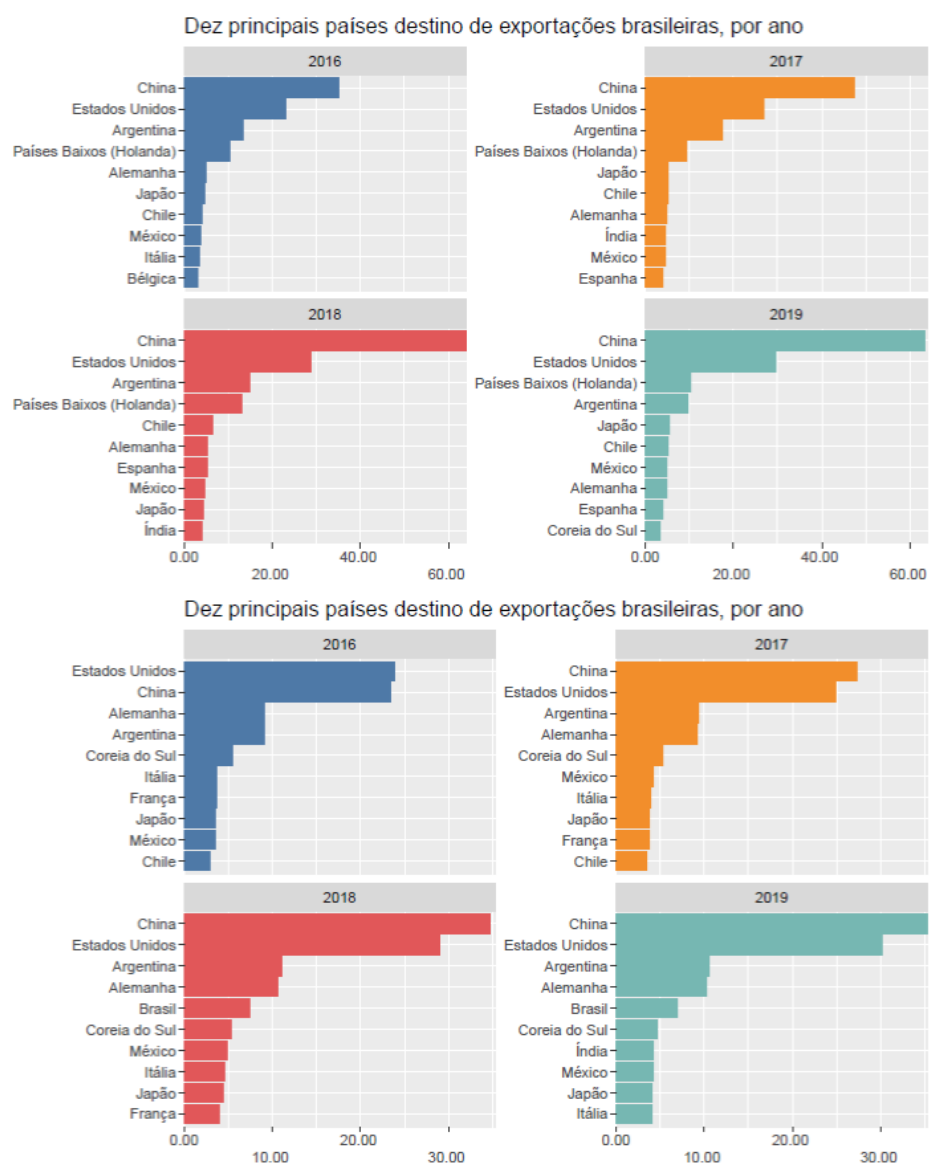 Dez principais países destino de exportações brasileiras, por ano
2016
China
Estados Unidos
Argentina
Países Baixos (Holanda)
Alemanha
Japão
Chile
México
Itália
Bélgica
2017
China
Estados Unidos
Argentina
Países Baixos (Holanda)
Japão
Chile
Alemanha
Índia
México
Espanha
2018
China
Estados Unidos
Argentina
Países Baixos (Holanda)
Chile
Alemanha
Espanha
México
Japão
Índia
0.00 20.00 40.00 60.00
2019
China
Estados Unidos
Países Baixos (Holanda)
Argentina
Japão
Chile
México
Alemanha
Espanha
Coreia do Sul
0.00 20.00 40.00 60.00
Dez principais países destino de exportações brasileiras, por ano
2016
Estados Unidos
China
Alemanha
Argentina
Coreia do Sul
Itália
França
Japão
México
Chile
2017
China
Estados Unidos
Argentina
Alemanha
Coreia do Sul
México
Itália
Japão
França
Chile
2018
China
Estados Unidos
Argentina
Alemanha
Brasil
Coreia do Sul
México
Itália
Japão
França
0.00 10.00 20.00 30.00
2019
China
Estados Unidos
Argentina
Alemanha
Brasil
Coreia do Sul
Índia
México
Japão
Itália
0.00 10.00 20.00 30.00